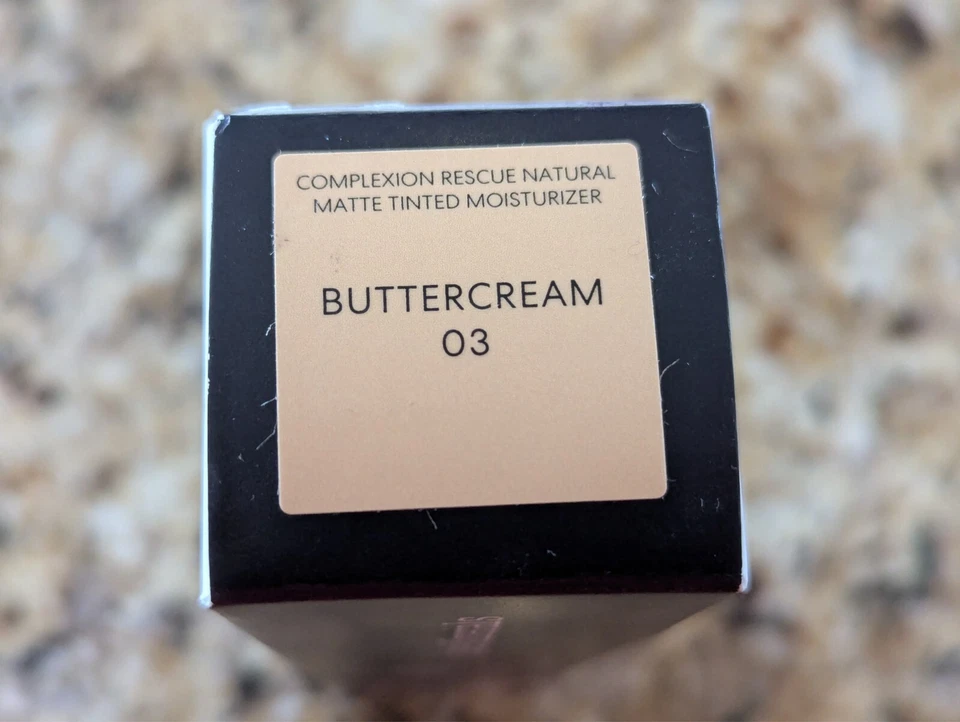 COMPLEXION RESCUE NATURAL
MATTE TINTED MOISTURIZER
BUTTERCREAM
03